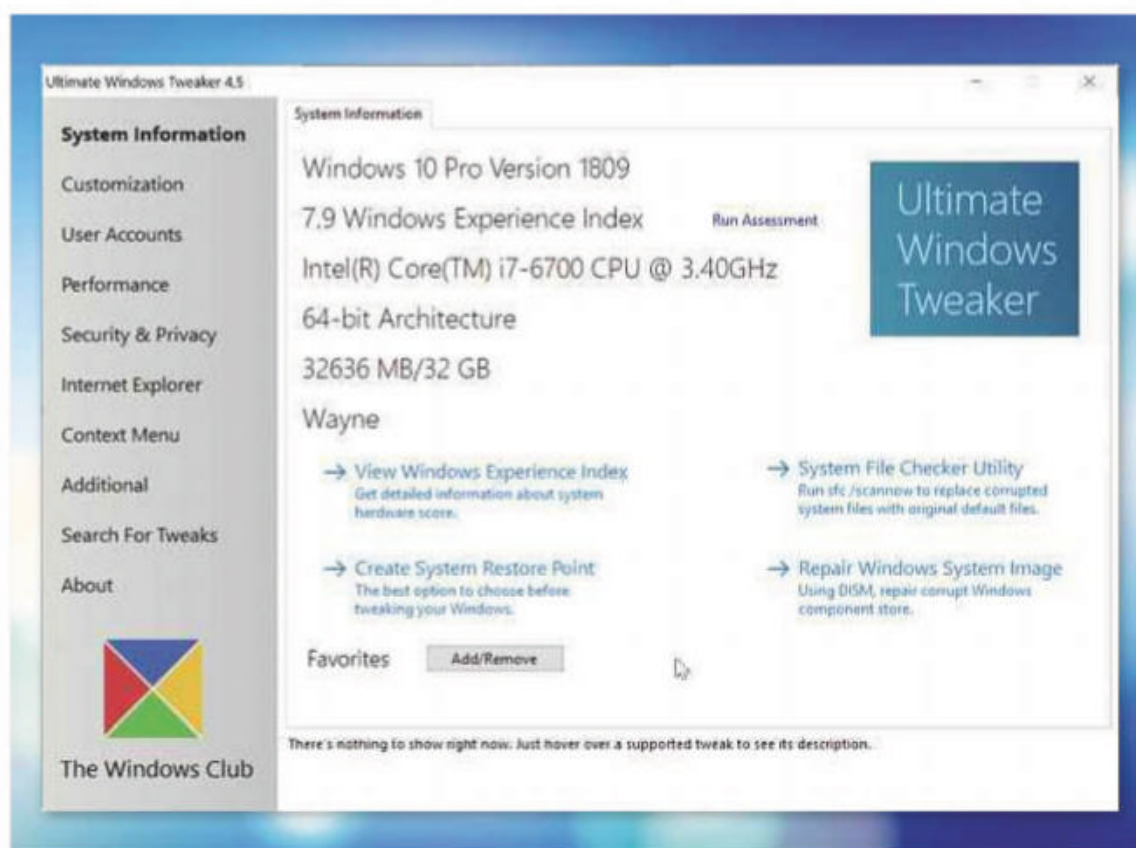 Ultimate Windows Tweaker 4.5
System Information
Customization
User Accounts
Performance
Security & Privacy
Internet Explorer
Context Menu
Additional
Search For Tweaks
About
The Windows Club
System Information
Windows 10 Pro Version 1809
7.9 Windows Experience Index
Run Assessment
Intel(R) Core(TM) i7-6700 CPU @ 3.40GHz
64-bit Architecture
32636 MB/32 GB
Wayne
Ultimate
Windows
Tweaker
→ View Windows Experience Index
Get detailed information about system
hardware score.
→ Create System Restore Point
The best option to choose before
tweaking your Windows.
→ System File Checker Utility
Run sfc /scannow to replace corrupted
system files with original default files.
→ Repair Windows System Image
Using DISM, repair corrupt Windows
component store.
Favorites
Add/Remove
There's nothing to show right now. Just hover over a supported tweak to see its description.